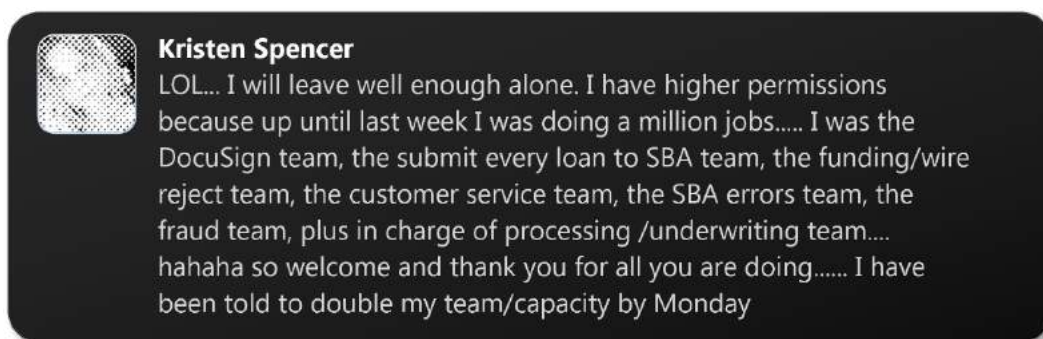 Kristen Spencer
LOL... I will leave well enough alone. I have higher permissions
because up until last week I was doing a million jobs..... I was the
DocuSign team, the submit every loan to SBA team, the funding/wire
reject team, the customer service team, the SBA errors team, the
fraud team, plus in charge of processing /underwriting team....
hahaha so welcome and thank you for all you are doing...... I have
been told to double my team/capacity by Monday